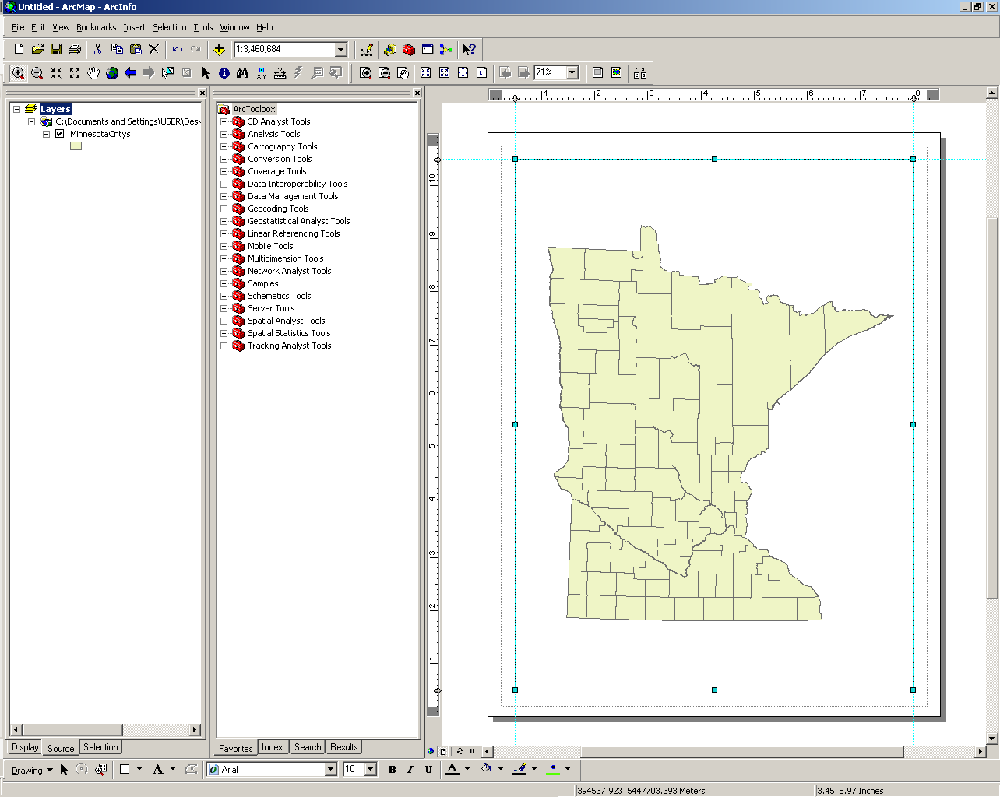 Untitled - ArcMap - ArcInfo
File Edit View Bookmarks Insert Selection Tools Window Help
1:3,460,684
71%
Layers
C:\Documents and Settings\USER\Desk
MinnesotaCntys
ArcToolbox
3D Analyst Tools
Analysis Tools
Cartography Tools
Conversion Tools
Coverage Tools
Data Interoperability Tools
Data Management Tools
Geocoding Tools
Geostatistical Analyst Tools
Linear Referencing Tools
Mobile Tools
Multidimension Tools
Network Analyst Tools
Samples
Schematics Tools
Server Tools
Spatial Analyst Tools
Spatial Statistics Tools
Tracking Analyst Tools
1 2 3 4 5 6 7 8
10
9
8
7
6
5
4
3
2
1
Display Source Selection
Favorites Index Search Results
Drawing A Arial 10 B I U A
394537.923 5447703.393 Meters
3.45 8.97 Inches